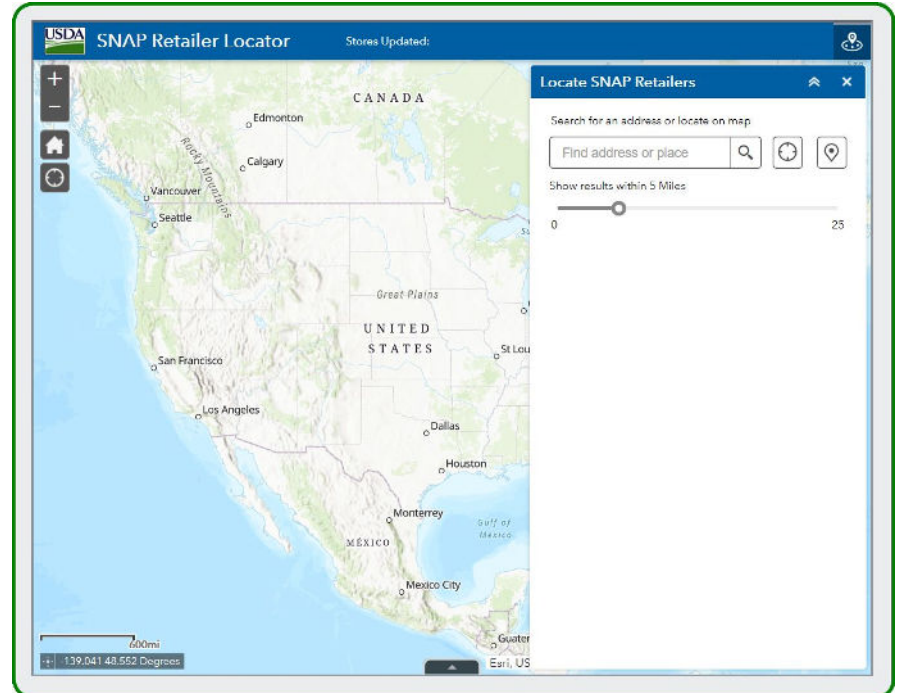 USDA SNAP Retailer Locator Stores Updated:
Locate SNAP Retailers
Search for an address or locate on map
Find address or place
Show results within 5 Miles
0 25
CANADA
Edmonton
Rocky Mountains
Calgary
Vancouver
Seattle
Great Plains
UNITED
STATES
St Lou
San Francisco
Los Angeles
Dallas
Houston
Monterrey
Gulf of
Mexico
MÉXICO
Mexico City
Guater
600mi
-139.041 48.552 Degrees
Esri, US